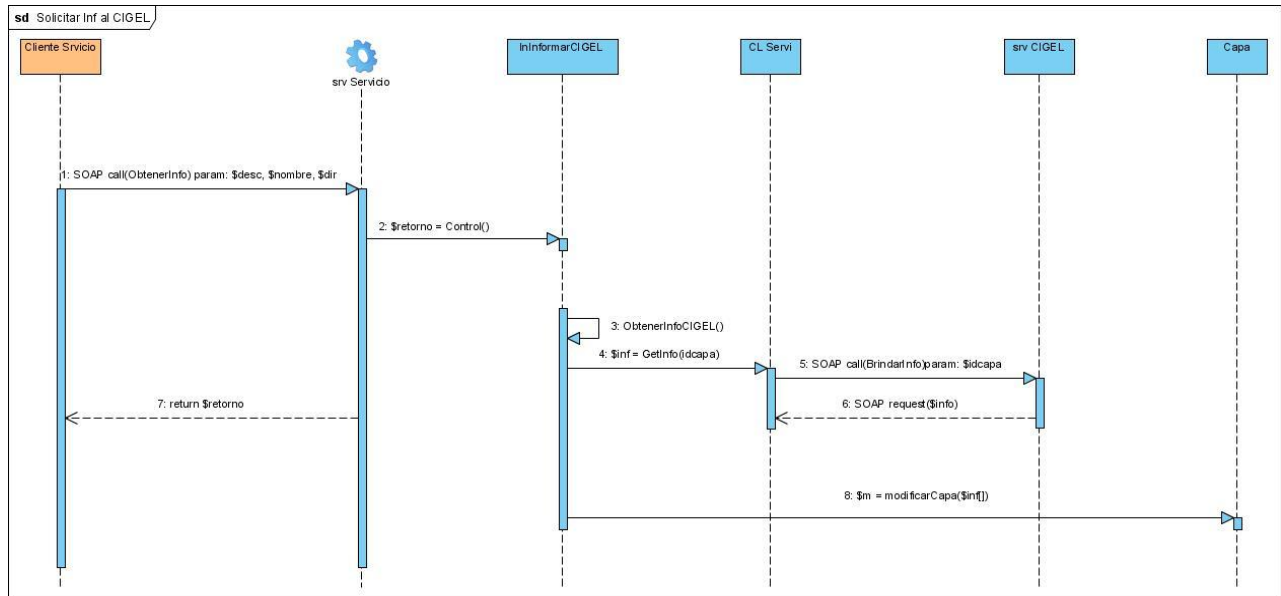 sd Solicitar Inf al CIGEL
Cliente Srvicio
srv Servicio
InInformarCIGEL
CL Servi
srv CIGEL
Capa
1: SOAP call(ObtenerInfo) param: $desc, $nombre, $dir
2: $retorno = Control()
3: ObtenerInfoCIGEL()
4: $inf = GetInfo(idcapa)
5: SOAP call(BrindarInfo)param: $idcapa
7: return $retorno
6: SOAP request($info)
8: $m = modificarCapa($inf[])